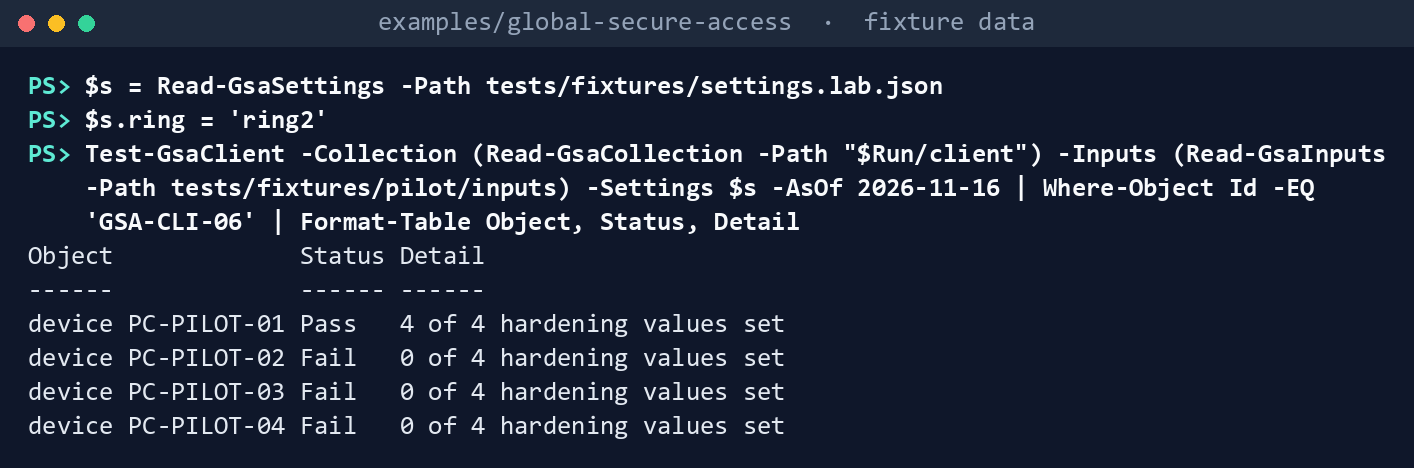 examples/global-secure-access · fixture data
PS> $s = Read-GsaSettings -Path tests/fixtures/settings.lab.json
PS> $s.ring = 'ring2'
PS> Test-GsaClient -Collection (Read-GsaCollection -Path "$Run/client") -Inputs (Read-GsaInputs
-Path tests/fixtures/pilot/inputs) -Settings $s -AsOf 2026-11-16 | Where-Object Id -EQ
'GSA-CLI-06' | Format-Table Object, Status, Detail
Object             Status Detail
------             ------ ------
device PC-PILOT-01 Pass   4 of 4 hardening values set
device PC-PILOT-02 Fail   0 of 4 hardening values set
device PC-PILOT-03 Fail   0 of 4 hardening values set
device PC-PILOT-04 Fail   0 of 4 hardening values set